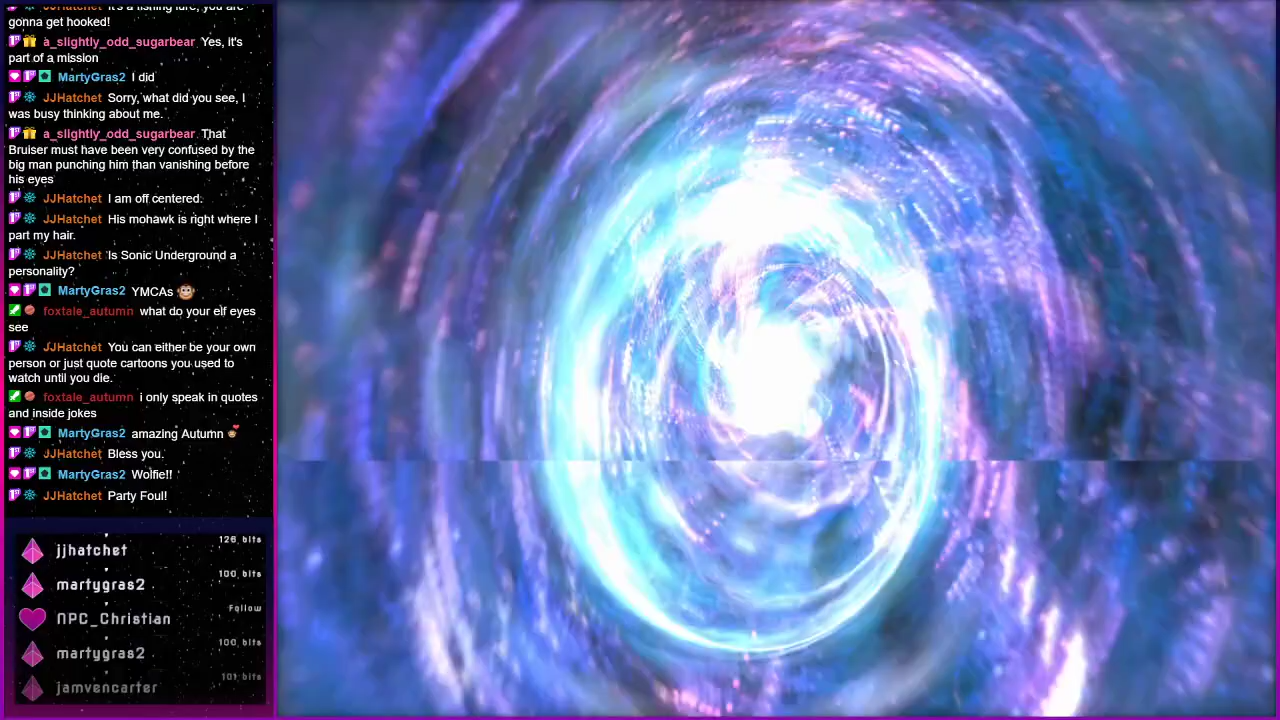 JJHatchet It's a fishing lure, you are
gonna get hooked!
a_slightly_odd_sugarbear Yes, it's
part of a mission
MartyGras2 I did
JJHatchet Sorry, what did you see, I
was busy thinking about me.
a_slightly_odd_sugarbear That
Bruiser must have been very confused by the
big man punching him than vanishing before
his eyes
JJHatchet I am off centered.
JJHatchet His mohawk is right where I
part my hair.
JJHatchet Is Sonic Underground a
personality?
MartyGras2 YMCAs
foxtale_autumn what do your elf eyes
see
JJHatchet You can either be your own
person or just quote cartoons you used to
watch until you die.
foxtale_autumn i only speak in quotes
and inside jokes
MartyGras2 amazing Autumn
JJHatchet Bless you.
MartyGras2 Wolfie!!
JJHatchet Party Foul!
jjhatchet 126 bits
martygras2 100 bits
NPC_Christian Follow
martygras2 100 bits
jamvencarter 101 bits